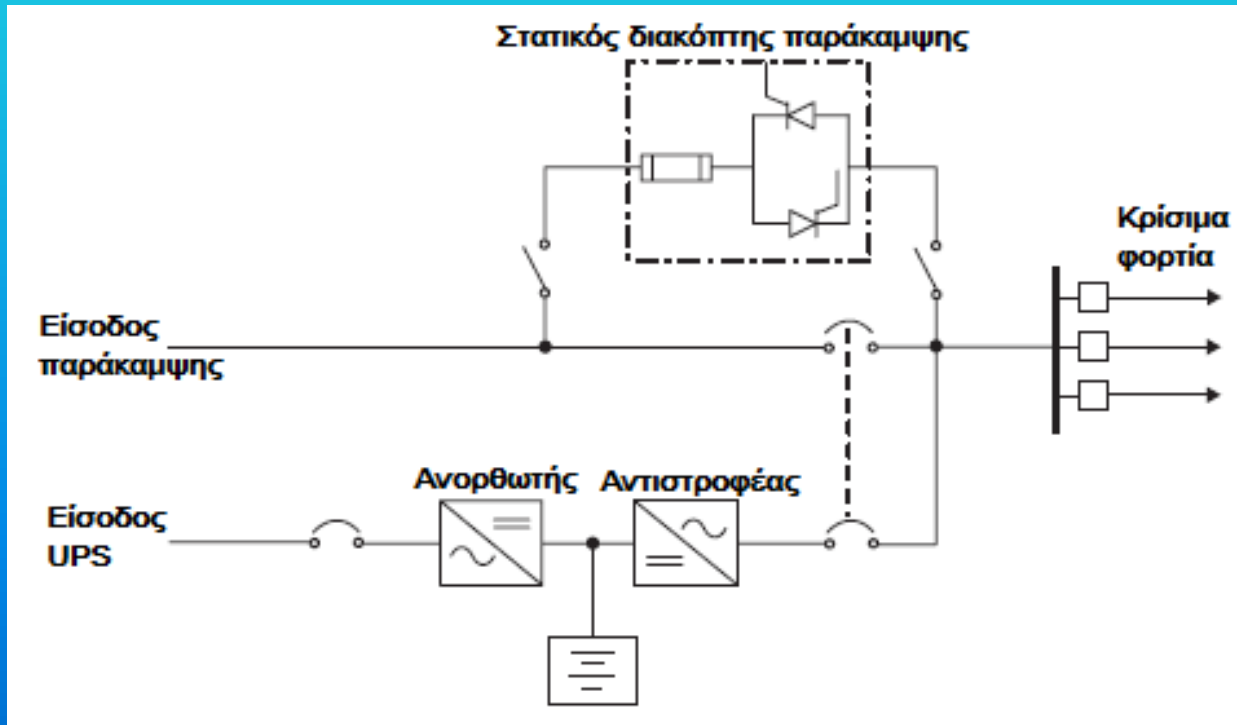 Στατικός διακόπτης παράκαμψης
Κρίσιμα
φορτία
Είσοδος
παράκαμψης
Ανορθωτής
Αντιστροφέας
Είσοδος
UPS